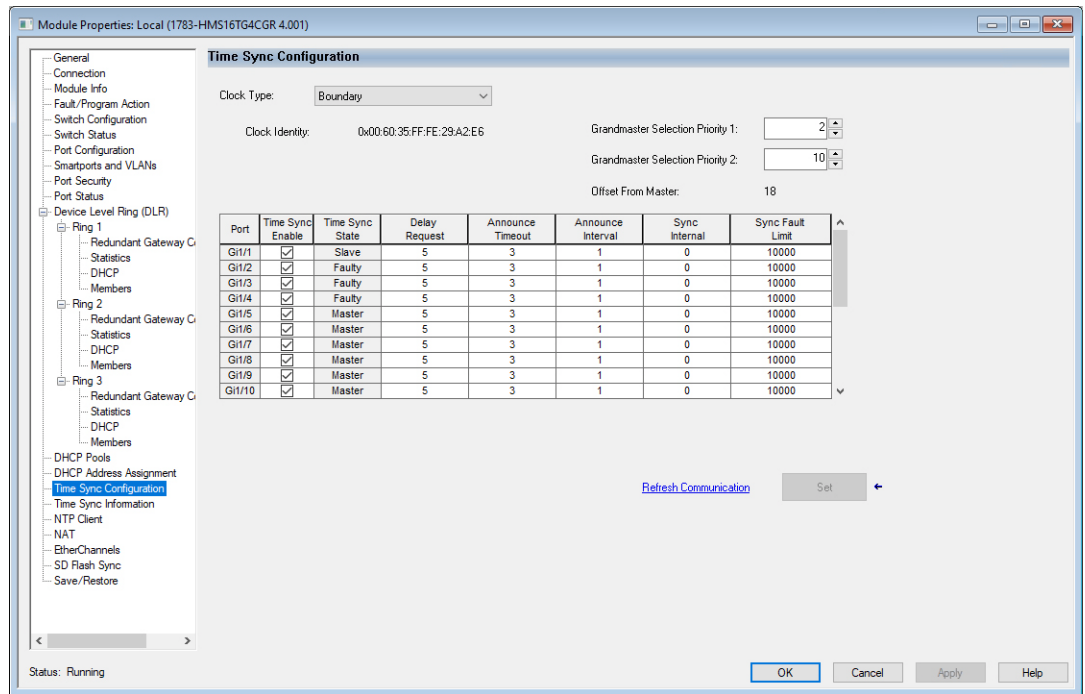 Module Properties: Local (1783-HMS16TG4CGR 4.001)
General
Connection
Module Info
Fault/Program Action
Switch Configuration
Switch Status
Port Configuration
Smartports and VLANs
Port Security
Port Status
Device Level Ring (DLR)
Ring 1
Redundant Gateway C
Statistics
DHCP
Members
Ring 2
Redundant Gateway C
Statistics
DHCP
Members
Ring 3
Redundant Gateway C
Statistics
DHCP
Members
DHCP Pools
DHCP Address Assignment
Time Sync Configuration
Time Sync Information
NTP Client
NAT
EtherChannels
SD Flash Sync
Save/Restore
Time Sync Configuration
Clock Type: Boundary
Clock Identity: 0x00:60:35:FF:FE:29:A2:E6
Grandmaster Selection Priority 1: 2
Grandmaster Selection Priority 2: 10
Offset From Master: 18
Port Time Sync Enable Time Sync State Delay Request Announce Timeout Announce Interval Sync Internal Sync Fault Limit
Gi1/1 Slave 5 3 1 0 10000
Gi1/2 Faulty 5 3 1 0 10000
Gi1/3 Faulty 5 3 1 0 10000
Gi1/4 Faulty 5 3 1 0 10000
Gi1/5 Master 5 3 1 0 10000
Gi1/6 Master 5 3 1 0 10000
Gi1/7 Master 5 3 1 0 10000
Gi1/8 Master 5 3 1 0 10000
Gi1/9 Master 5 3 1 0 10000
Gi1/10 Master 5 3 1 0 10000
Refresh Communication Set
Status: Running
OK Cancel Apply Help